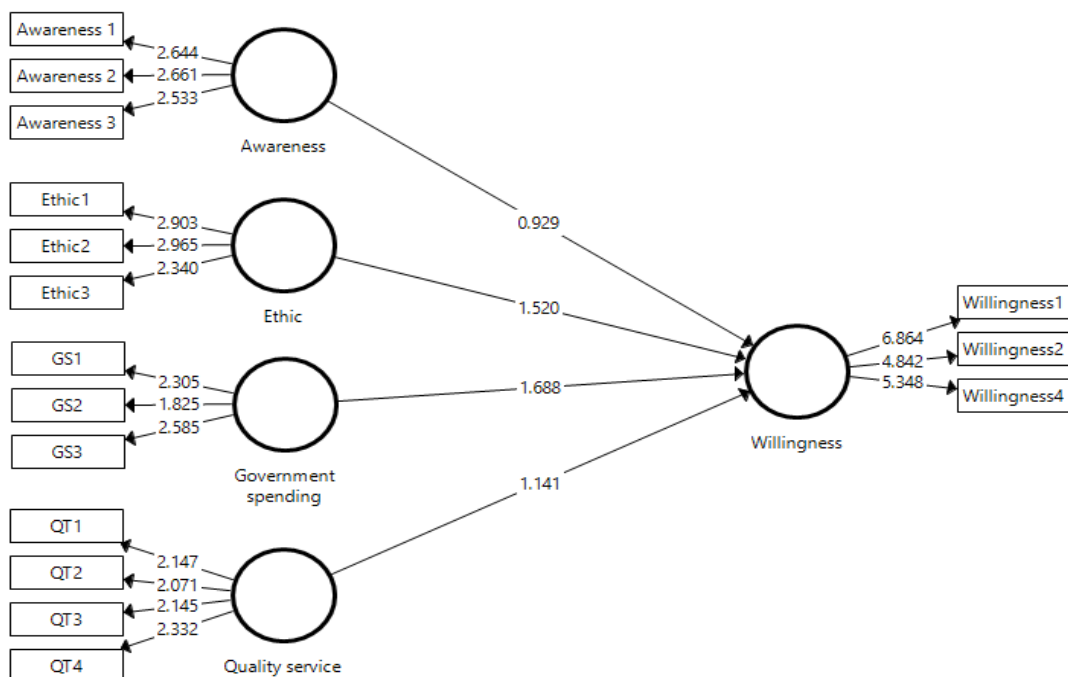 Awareness 1
2.644
Awareness 2
2.661
2.533
Awareness 3
Awareness
0.929
Ethic1
2.903
Ethic2
2.965
2.340
Ethic3
Ethic
1.520
GS1
2.305
GS2
1.825
2.585
GS3
Government
spending
1.688
QT1
2.147
QT2
2.071
QT3
2.145
2.332
QT4
Quality service
1.141
Willingness
6.864
Willingness1
4.842
Willingness2
5.348
Willingness4